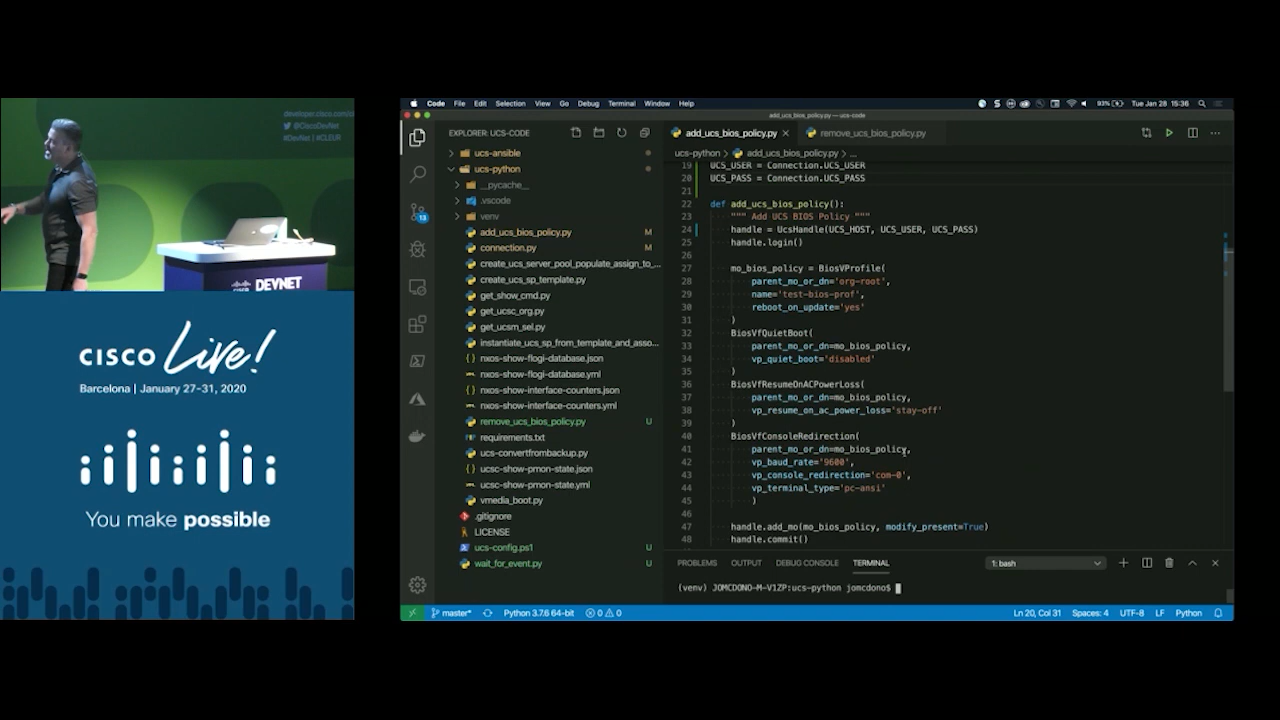 developer.cisco.com
@CiscoDevNet
#DevNet | #CLEUR
DEVNET
CISCO Live!
Barcelona | January 27-31, 2020
You make possible
Code File Edit Selection View Go Debug Terminal Window Help
93% Tue Jan 28 15:36
add_ucs_bios_policy.py — ucs-code
EXPLORER: UCS-CODE
ucs-ansible
ucs-python
__pycache__
.vscode
venv
add_ucs_bios_policy.py M
connection.py M
create_ucs_server_pool_populate_assign_to_...
create_ucs_sp_template.py
get_show_cmd.py
get_ucsc_org.py
get_ucsm_sel.py
instantiate_ucs_sp_from_template_and_asso...
nxos-show-flogi-database.json
nxos-show-flogi-database.yml
nxos-show-interface-counters.json
nxos-show-interface-counters.yml
remove_ucs_bios_policy.py U
requirements.txt
ucs-convertfrombackup.py
ucsc-show-pmon-state.json
ucsc-show-pmon-state.yml
vmedia_boot.py
.gitignore
LICENSE
ucs-config.ps1 U
wait_for_event.py U
13
add_ucs_bios_policy.py remove_ucs_bios_policy.py
ucs-python > add_ucs_bios_policy.py > ...
19 UCS_USER = Connection.UCS_USER
20 UCS_PASS = Connection.UCS_PASS
21
22 def add_ucs_bios_policy():
23 """ Add UCS BIOS Policy """
24 handle = UcsHandle(UCS_HOST, UCS_USER, UCS_PASS)
25 handle.login()
26
27 mo_bios_policy = BiosVProfile(
28 parent_mo_or_dn='org-root',
29 name='test-bios-prof',
30 reboot_on_update='yes'
31 )
32 BiosVfQuietBoot(
33 parent_mo_or_dn=mo_bios_policy,
34 vp_quiet_boot='disabled'
35 )
36 BiosVfResumeOnACPowerLoss(
37 parent_mo_or_dn=mo_bios_policy,
38 vp_resume_on_ac_power_loss='stay-off'
39 )
40 BiosVfConsoleRedirection(
41 parent_mo_or_dn=mo_bios_policy,
42 vp_baud_rate='9600',
43 vp_console_redirection='com-0',
44 vp_terminal_type='pc-ansi'
45 )
46
47 handle.add_mo(mo_bios_policy, modify_present=True)
48 handle.commit()
PROBLEMS OUTPUT DEBUG CONSOLE TERMINAL 1: bash
(venv) JOMCDONO-M-V1ZP:ucs-python jomcdono$
master* Python 3.7.6 64-bit 0 0 Ln 20, Col 31 Spaces: 4 UTF-8 LF Python